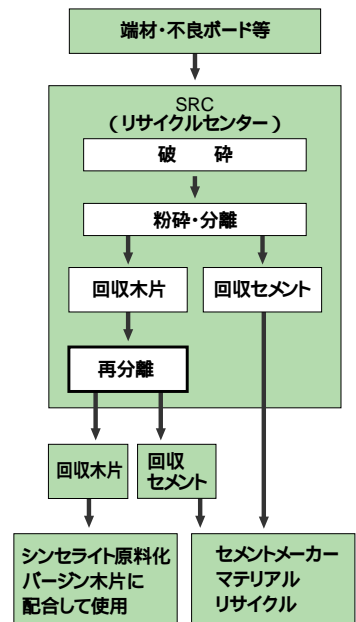 端材・不良ボード等
SRC
(リサイクルセンター)
破　砕
粉砕・分離
回収木片
回収セメント
再分離
回収木片
回収
セメント
シンセライト原料化
バージン木片に
配合して使用
セメントメーカー
マテリアル
リサイクル